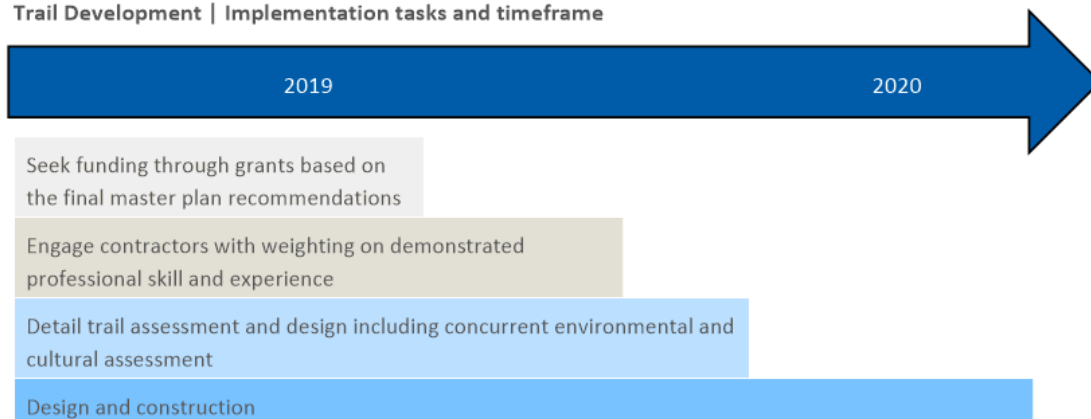 Trail Development | Implementation tasks and timeframe
2019
2020
Seek funding through grants based on
the final master plan recommendations
Engage contractors with weighting on demonstrated
professional skill and experience
Detail trail assessment and design including concurrent environmental and
cultural assessment
Design and construction